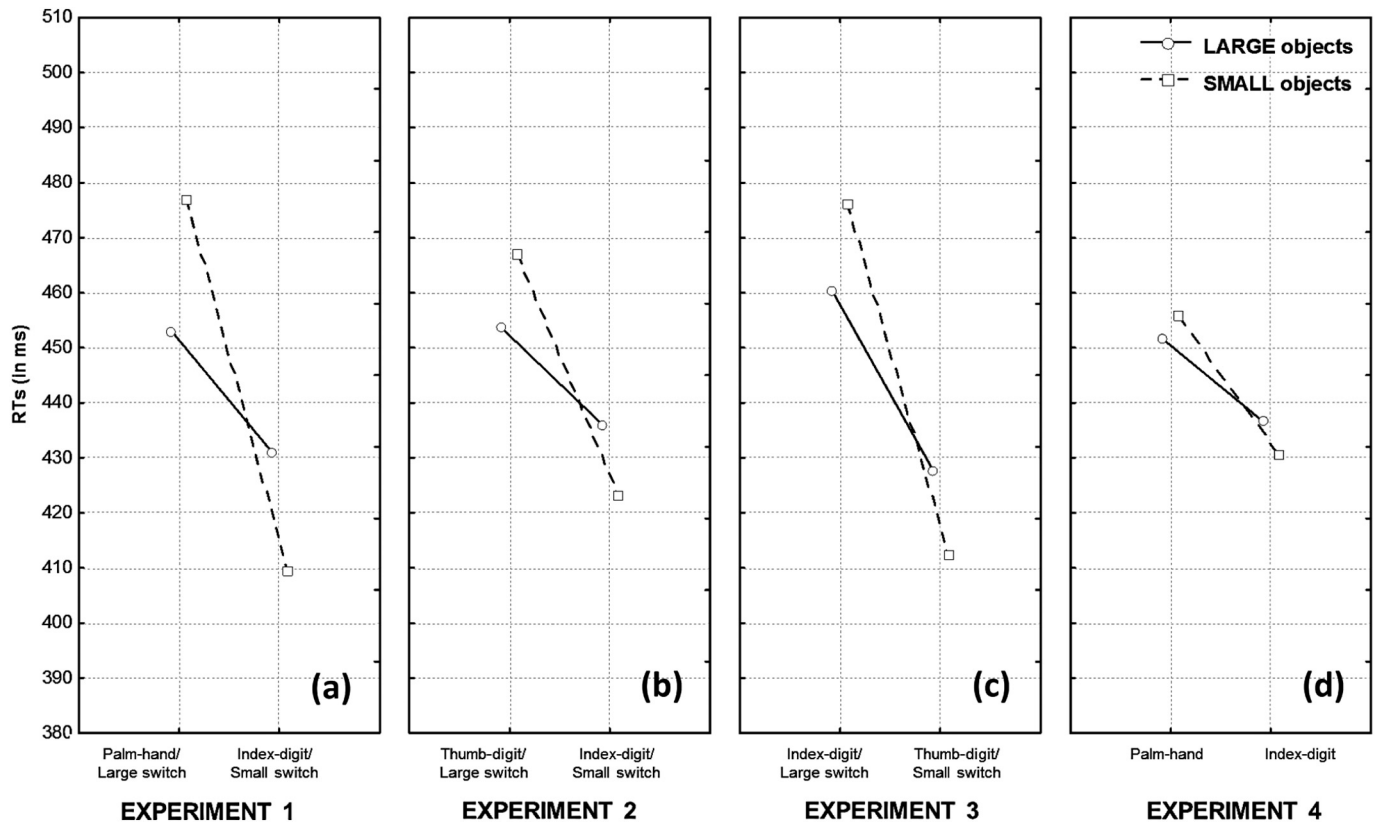 510
500
490
480
470
460
450
440
430
420
410
400
390
380
RTs (in ms)
LARGE objects
SMALL objects
(a)
(b)
(c)
(d)
Palm-hand/
Large switch
Index-digit/
Small switch
Thumb-digit/
Large switch
Index-digit/
Small switch
Index-digit/
Large switch
Thumb-digit/
Small switch
Palm-hand
Index-digit
EXPERIMENT 1
EXPERIMENT 2
EXPERIMENT 3
EXPERIMENT 4